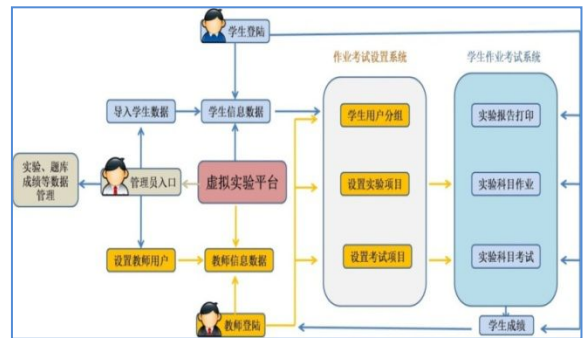 学生登陆
作业考试设置系统
学生作业考试系统
导入学生数据
学生信息数据
学生用户分组
实验报告打印
实验、题库
成绩等数据
管理
管理员入口
虚拟实验平台
设置实验项目
实验科目作业
设置教师用户
教师信息数据
设置考试项目
实验科目考试
教师登陆
学生成绩